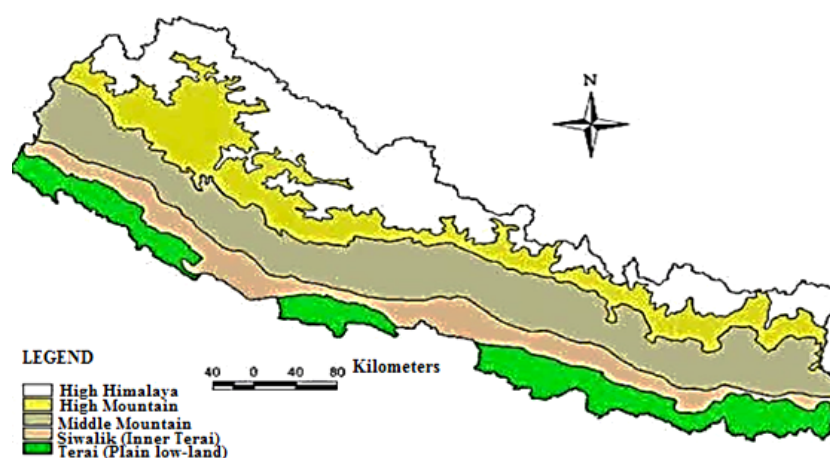 N
LEGEND
High Himalaya
High Mountain
Middle Mountain
Siwalik (Inner Terai)
Terai (Plain low-land)
40 0 40 80 Kilometers